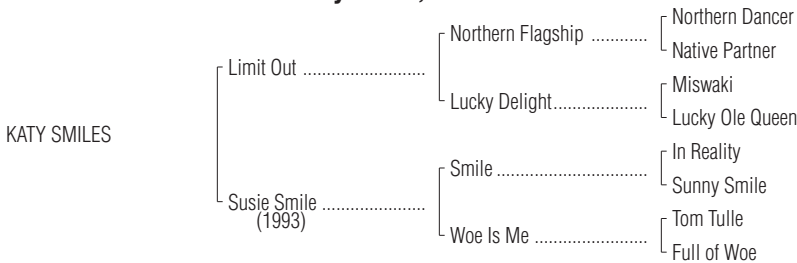 Northern Dancer
Northern Flagship ............
Native Partner
Limit Out ..........................
Miswaki
Lucky Delight....................
Lucky Ole Queen
KATY SMILES
In Reality
Smile ................................
Sunny Smile
Susie Smile ......................
(1993)
Tom Tulle
Woe Is Me ........................
Full of Woe